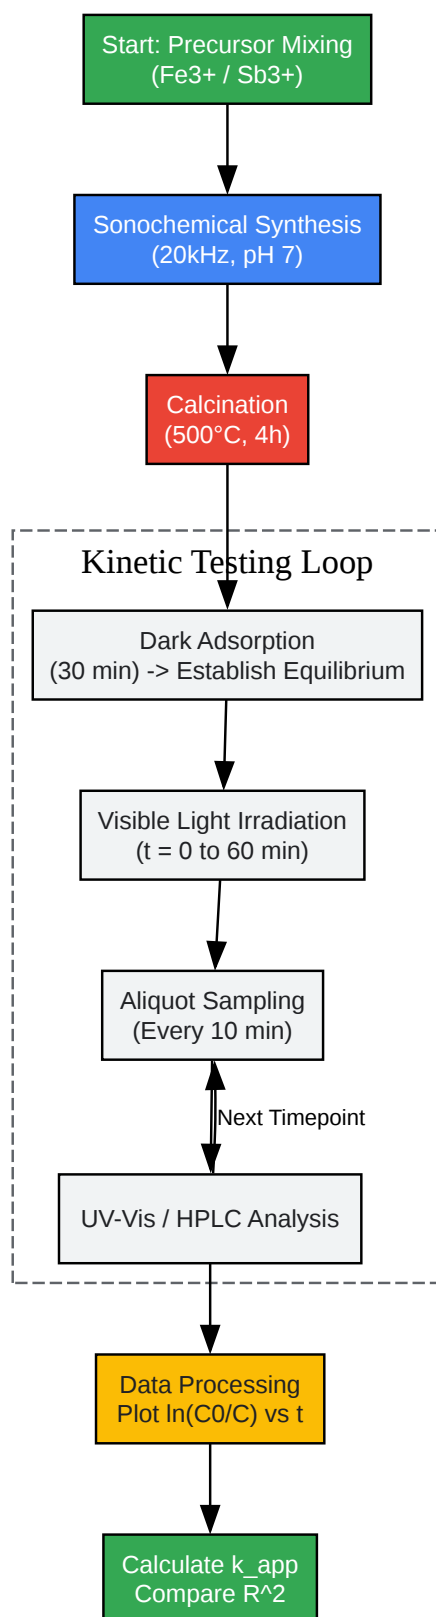 Start: Precursor Mixing
(Fe3+ / Sb3+)
Sonochemical Synthesis
(20kHz, pH 7)
Calcination
(500°C, 4h)
Kinetic Testing Loop
Dark Adsorption
(30 min) -> Establish Equilibrium
Visible Light Irradiation
(t = 0 to 60 min)
Aliquot Sampling
(Every 10 min)
Next Timepoint
UV-Vis / HPLC Analysis
Data Processing
Plot ln(C0/C) vs t
Calculate k_app
Compare R^2